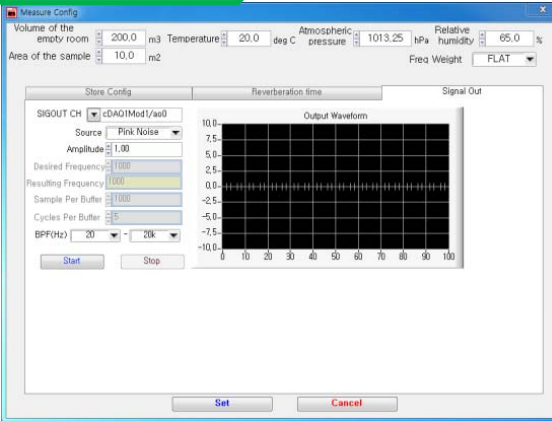 Measure Config
x
Volume of the empty room 200,0 m3 Temperature 20,0 deg C Atmospheric pressure 1013,25 hPa Relative humidity 65,0 %
Area of the sample 10,0 m2 Freq Weight FLAT
Store Config Reverberation time Signal Out
SIGOUT CH cDAQ1Mod1/ao0
Source Pink Noise
Amplitude 1,00
Desired Frequency 1000
Resulting Frequency 1000
Sample Per Buffer 1000
Cycles Per Buffer 5
BPF(Hz) 20 - 20k
Start Stop
Output Waveform
10,0
7,5
5,0
2,5
0,0
-2,5
-5,0
-7,5
-10,0
0 10 20 30 40 50 60 70 80 90 100
Set Cancel